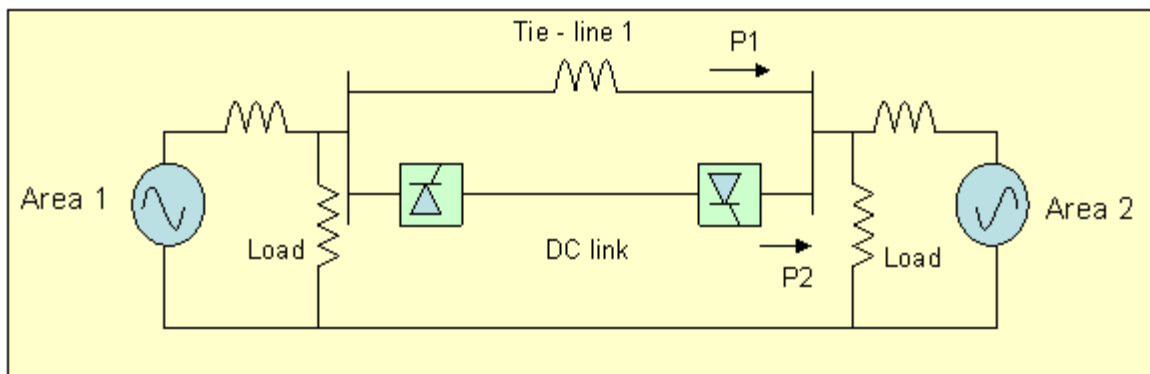 Tie - line 1
P1
Area 1
Area 2
Load
DC link
Load
P2